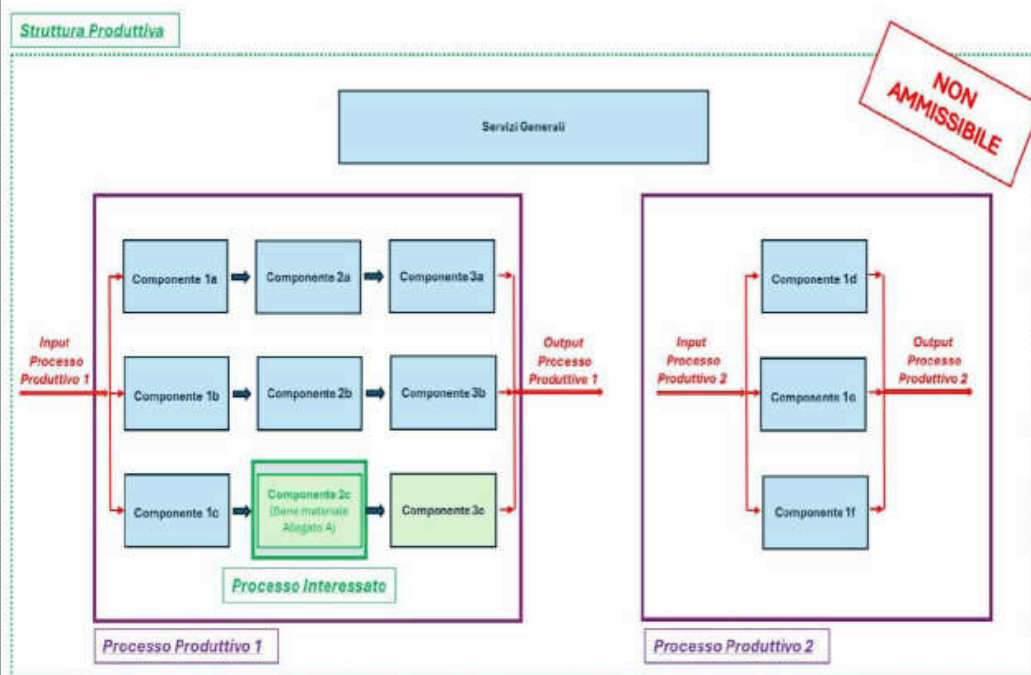 Struttura Produttiva
NON
AMMISSIBILE
Servizi Generali
Componente 1a
Componente 2a
Componente 3a
Componente 1d
Input
Processo
Produttivo 1
Output
Processo
Produttivo 1
Input
Processo
Produttivo 2
Output
Processo
Produttivo 2
Componente 1b
Componente 2b
Componente 3b
Componente 1e
Componente 1c
Componente 2c
(Bene materiale
Allegato A)
Componente 3c
Componente 1f
Processo Interessato
Processo Produttivo 1
Processo Produttivo 2